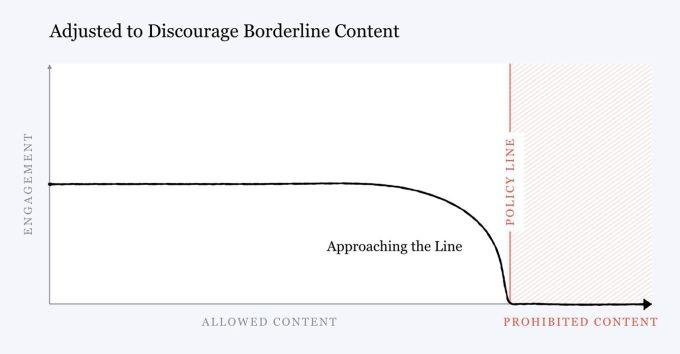 Adjusted to Discourage Borderline Content
ENGAGEMENT
POLICY LINE
Approaching the Line
ALLOWED CONTENT
PROHIBITED CONTENT